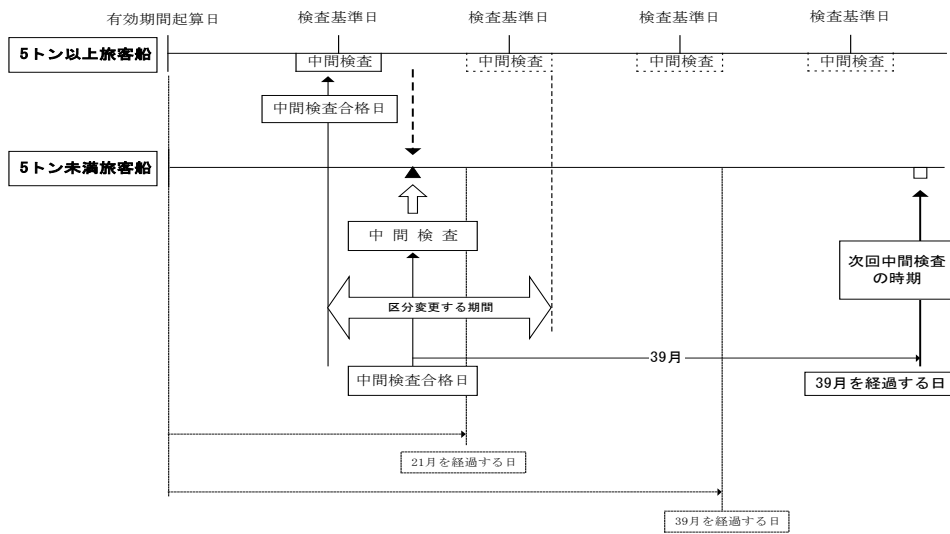 有効期間起算日
検査基準日
検査基準日
検査基準日
検査基準日
5トン以上旅客船
中間検査
中間検査
中間検査
中間検査
中間検査合格日
5トン未満旅客船
中 間 検 査
次回中間検査
の時期
区分変更する期間
39月
中間検査合格日
39月を経過する日
21月を経過する日
39月を経過する日